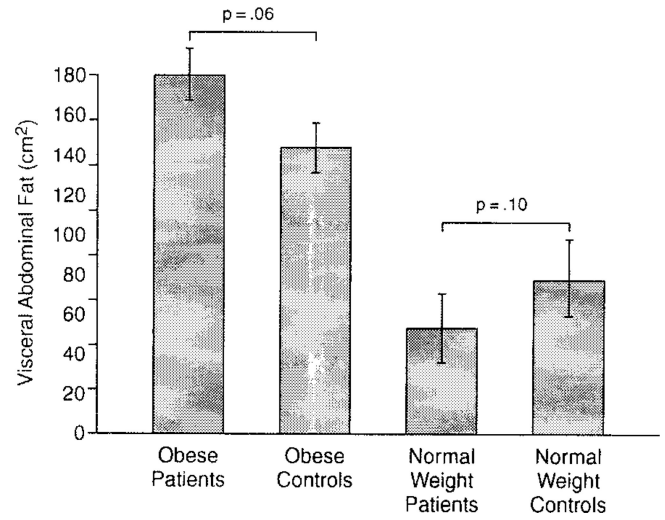 p = .06
180
160
140
120
100
80
60
40
20
0
Visceral Abdominal Fat (cm²)
p = .10
Obese
Patients
Obese
Controls
Normal
Weight
Patients
Normal
Weight
Controls